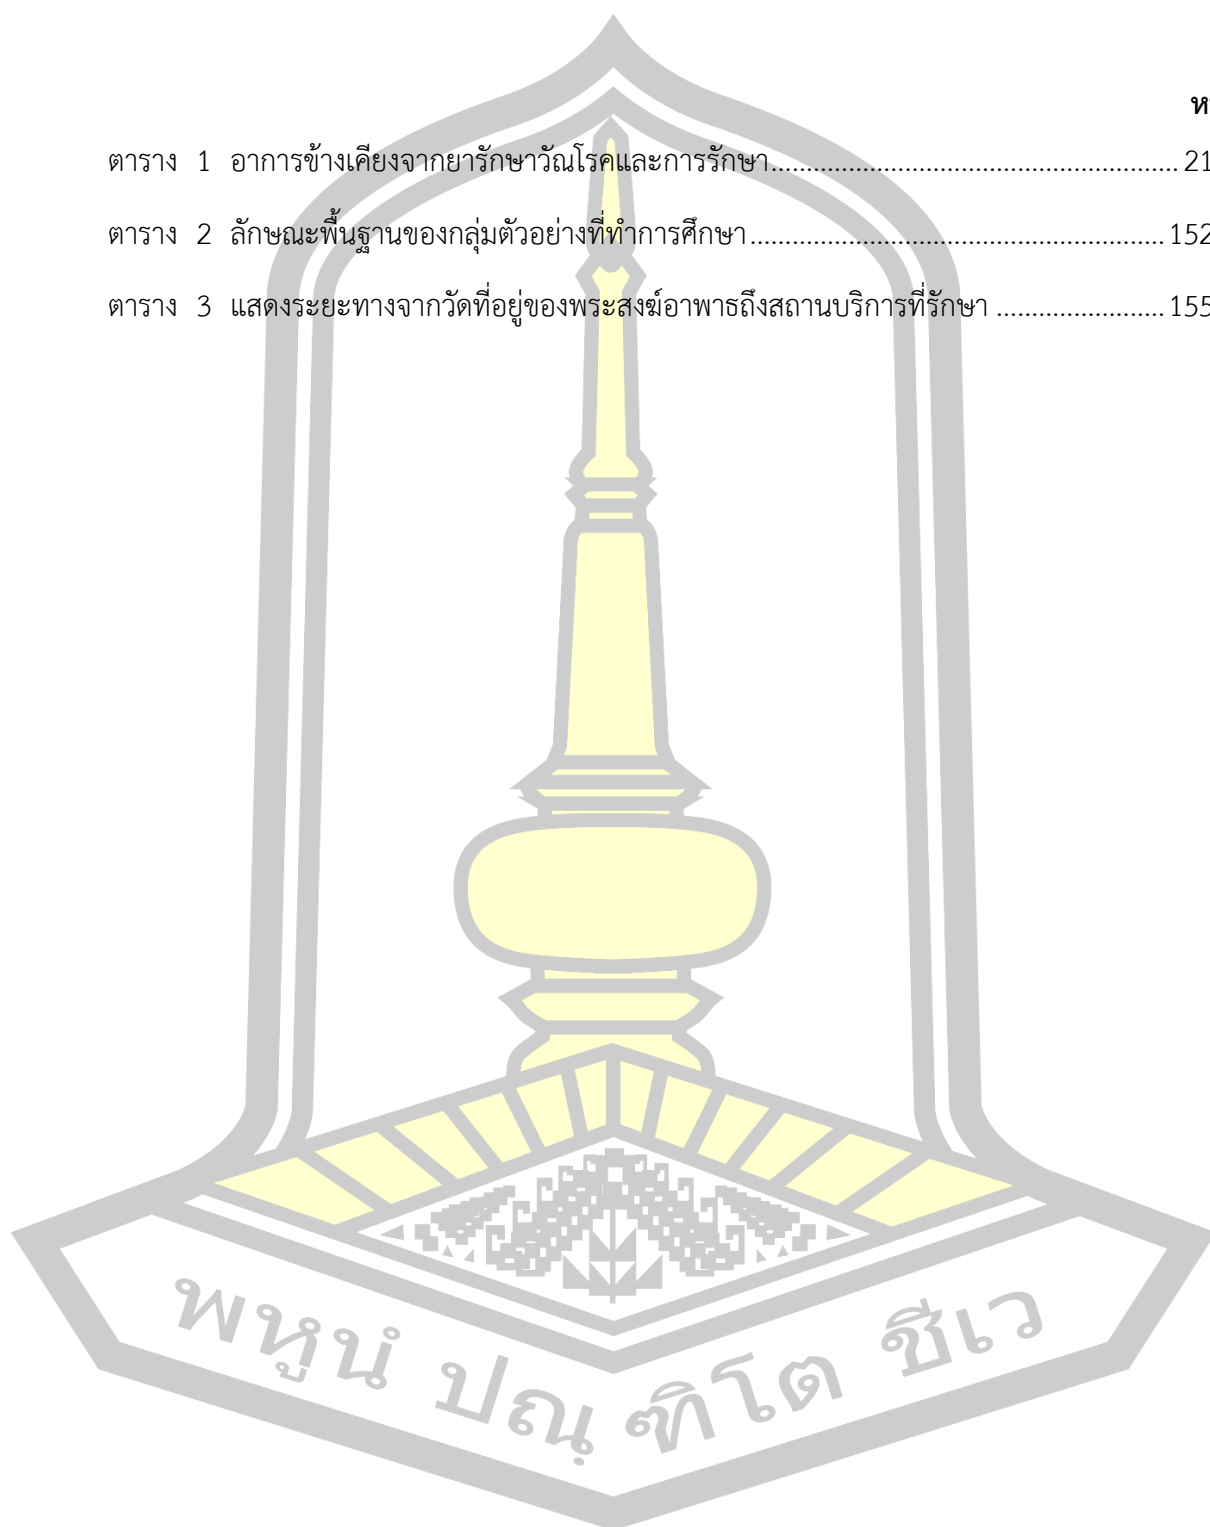 ตาราง 1 อาการข้างเคียงจากยารักษาวัณโรคและการรักษา.......................................................... 21
ตาราง 2 ลักษณะพื้นฐานของกลุ่มตัวอย่างที่ทำการศึกษา........................................................... 152
ตาราง 3 แสดงระยะทางจากวัดที่อยู่ของพระสงฆ์อาพาธถึงสถานบริการที่รักษา ........................ 155
พหูนํ ปณฺฑิโต ชีเว